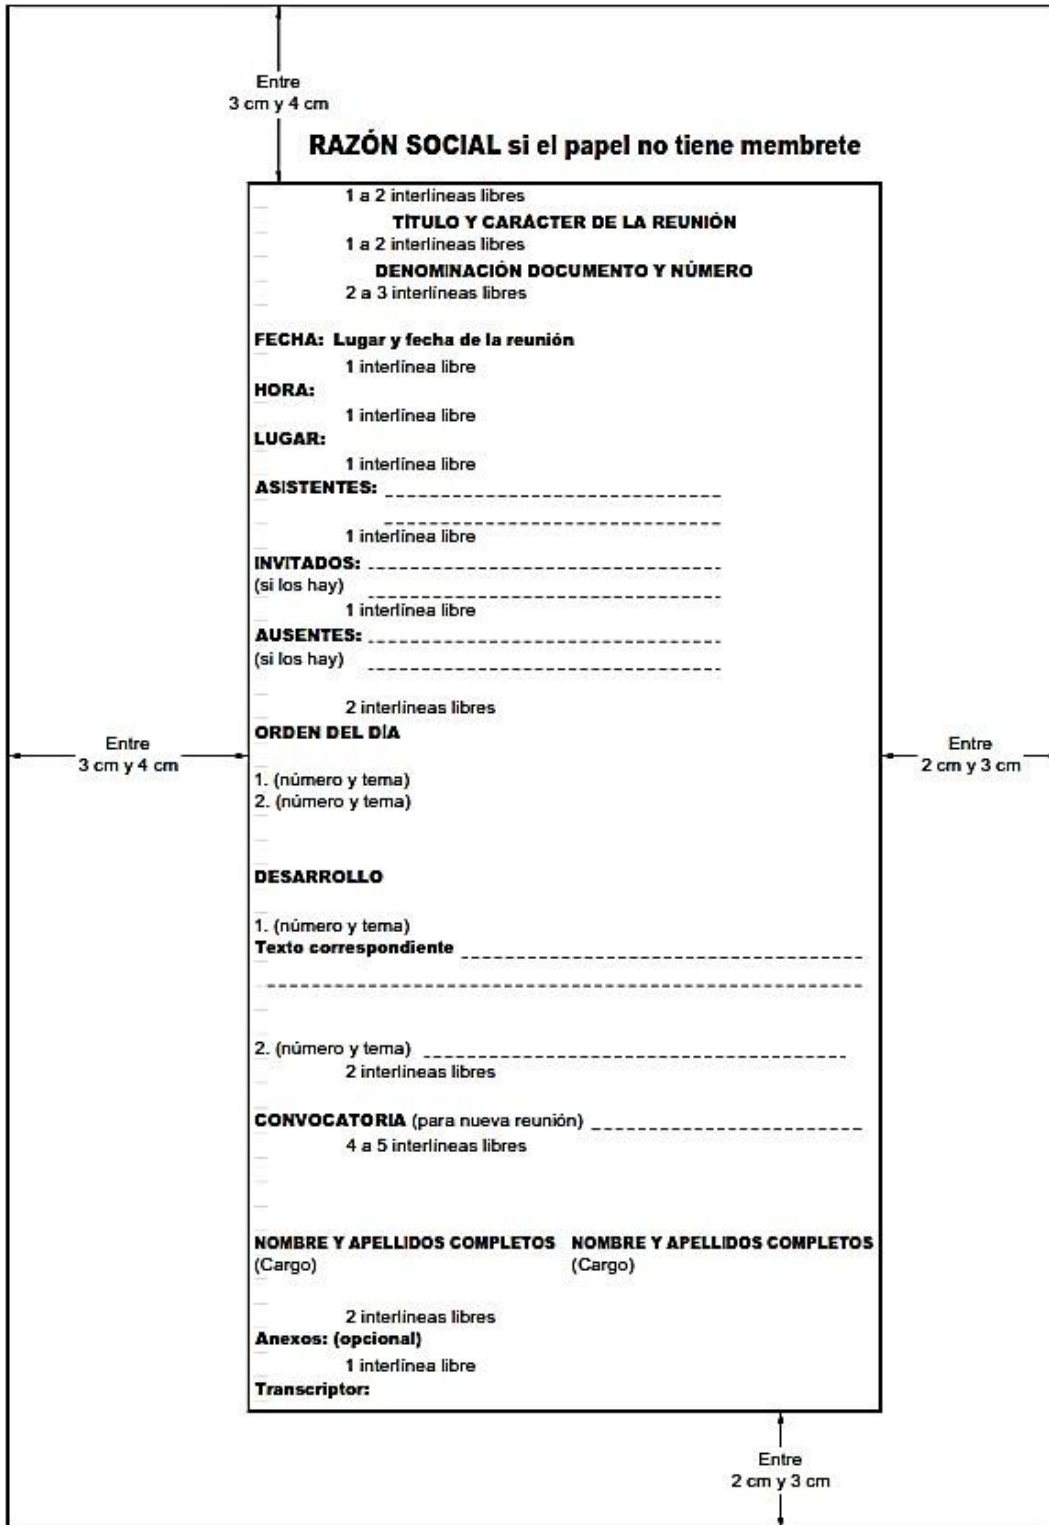 Entre
3 cm y 4 cm
RAZÓN SOCIAL si el papel no tiene membrete
1 a 2 interlíneas libres
TÍTULO Y CARÁCTER DE LA REUNIÓN
1 a 2 interlíneas libres
DENOMINACIÓN DOCUMENTO Y NÚMERO
2 a 3 interlíneas libres
FECHA: Lugar y fecha de la reunión
1 interlínea libre
HORA:
1 interlínea libre
LUGAR:
1 interlínea libre
ASISTENTES:
1 interlínea libre
INVITADOS:
(si los hay)
1 interlínea libre
AUSENTES:
(si los hay)
2 interlíneas libres
ORDEN DEL DÍA
Entre
3 cm y 4 cm
Entre
2 cm y 3 cm
1. (número y tema)
2. (número y tema)
DESARROLLO
1. (número y tema)
Texto correspondiente
2. (número y tema)
2 interlíneas libres
CONVOCATORIA (para nueva reunión)
4 a 5 interlíneas libres
NOMBRE Y APELLIDOS COMPLETOS NOMBRE Y APELLIDOS COMPLETOS
(Cargo) (Cargo)
2 interlíneas libres
Anexos: (opcional)
1 interlínea libre
Transcriptor:
Entre
2 cm y 3 cm